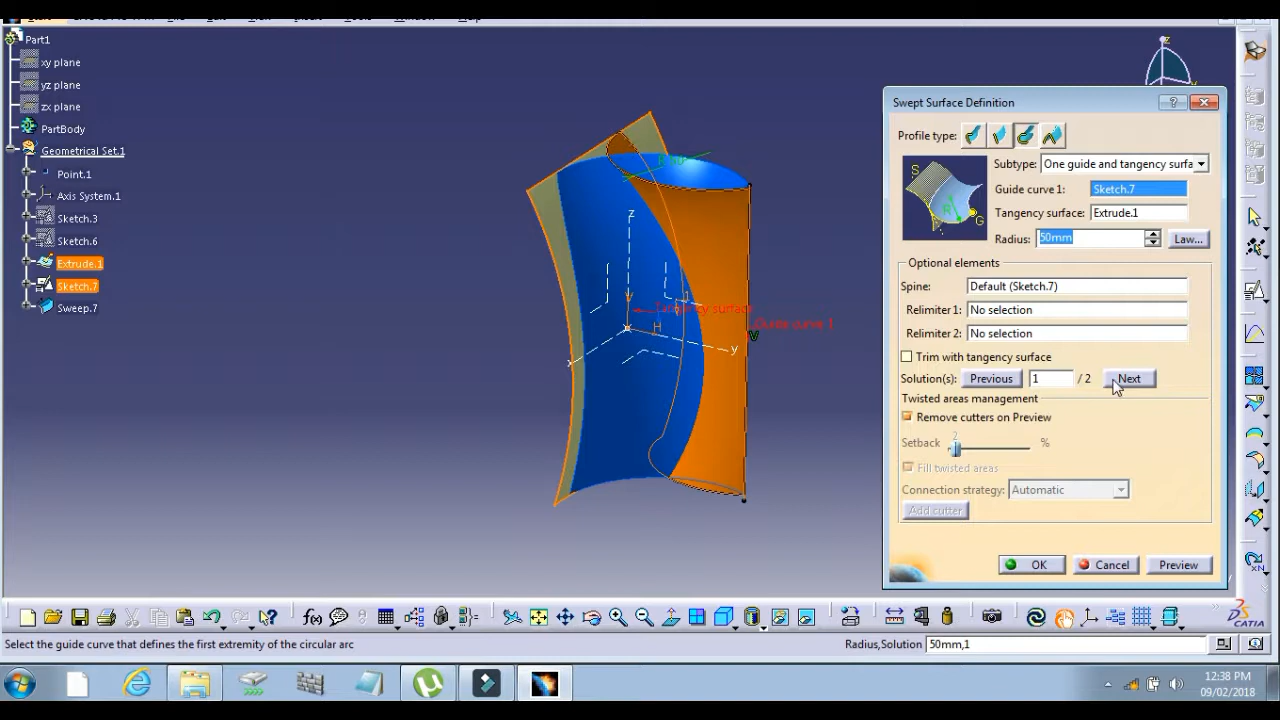 Part1
xy plane
yz plane
zx plane
PartBody
Geometrical Set.1
Point.1
Axis System.1
Sketch.3
Sketch.6
Extrude.1
Sketch.7
Sweep.7
z
z
x
y
H
V
Tangency surface
Guide curve 1
Swept Surface Definition
?
Profile type:
Subtype: One guide and tangency surfa
Guide curve 1: Sketch.7
Tangency surface: Extrude.1
Radius: 50mm Law...
Optional elements
Spine: Default (Sketch.7)
Relimiter 1: No selection
Relimiter 2: No selection
Trim with tangency surface
Solution(s): Previous 1 / 2 Next
Twisted areas management
Remove cutters on Preview
Setback 2 %
Fill twisted areas
Connection strategy: Automatic
Add cutter
OK Cancel Preview
f(x)
CATIA
Select the guide curve that defines the first extremity of the circular arc Radius,Solution 50mm,1
12:38 PM
09/02/2018